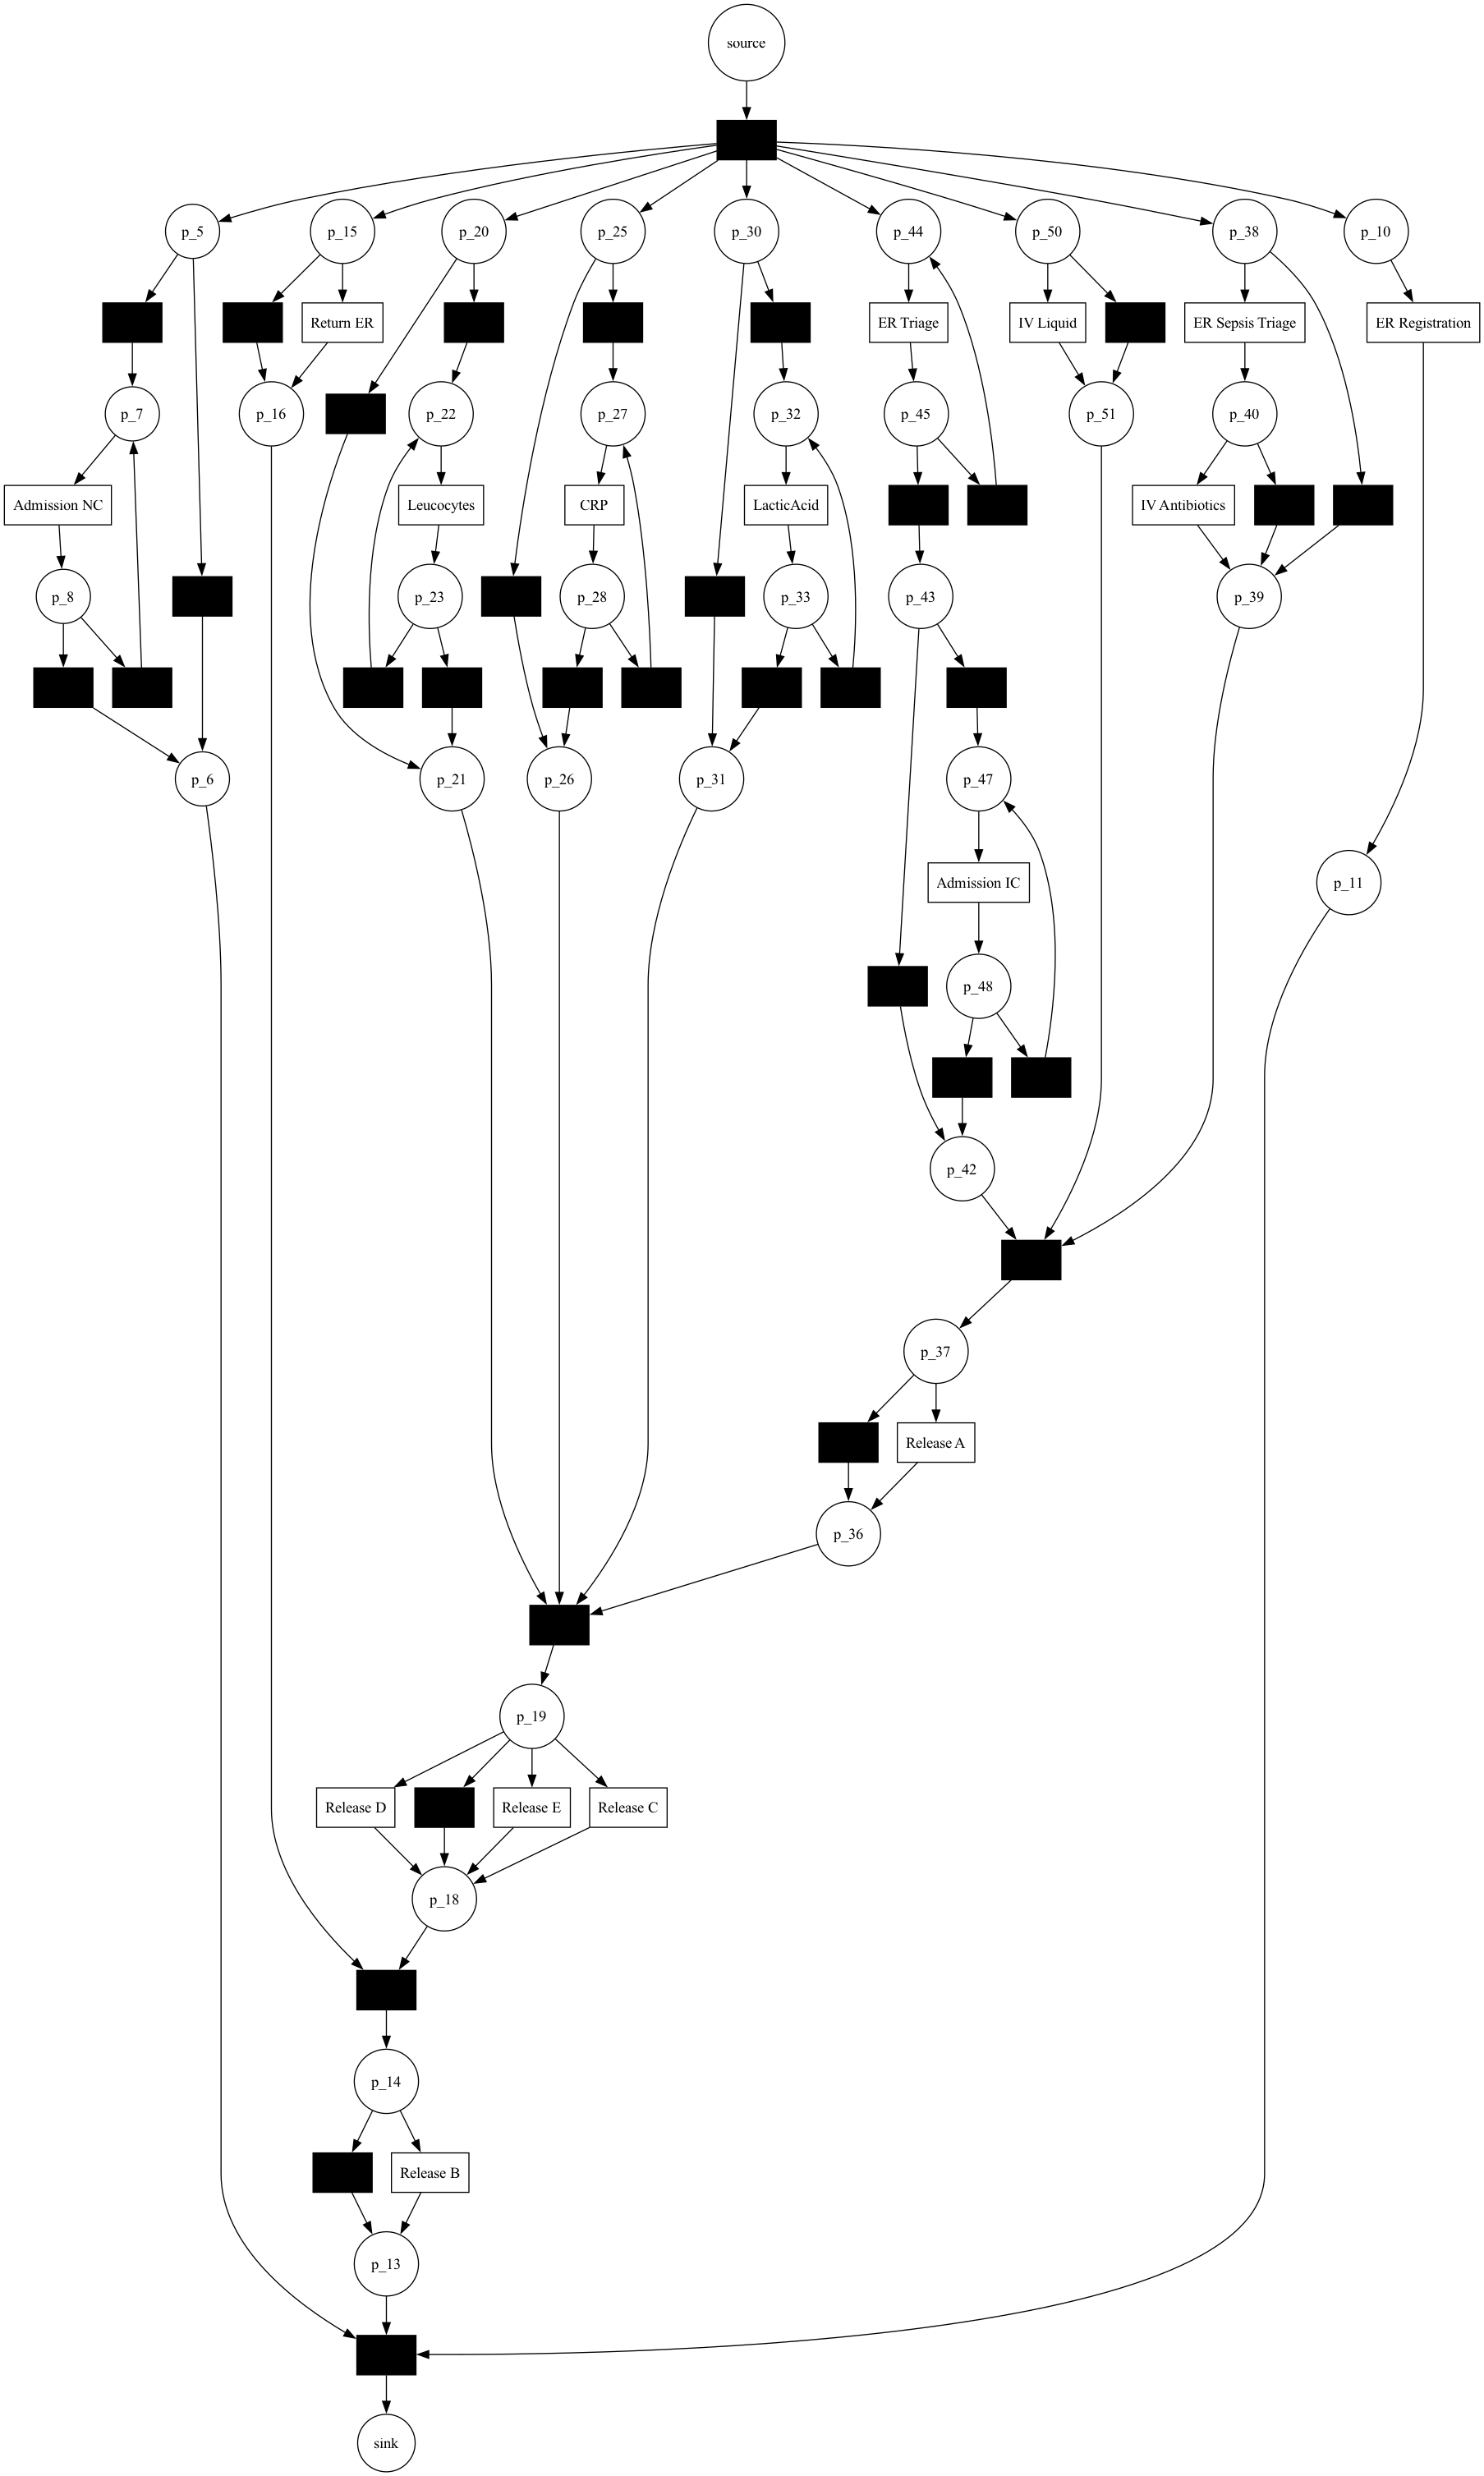 source
p_5
p_15
p_20
p_25
p_30
p_44
p_50
p_38
p_10
Return ER
ER Triage
IV Liquid
ER Sepsis Triage
ER Registration
p_7
p_16
p_22
p_27
p_32
p_45
p_51
p_40
Admission NC
Leucocytes
CRP
LacticAcid
IV Antibiotics
p_8
p_23
p_28
p_33
p_43
p_39
p_6
p_21
p_26
p_31
p_47
Admission IC
p_11
p_48
p_42
p_37
Release A
p_36
p_19
Release D
Release E
Release C
p_18
p_14
Release B
p_13
sink